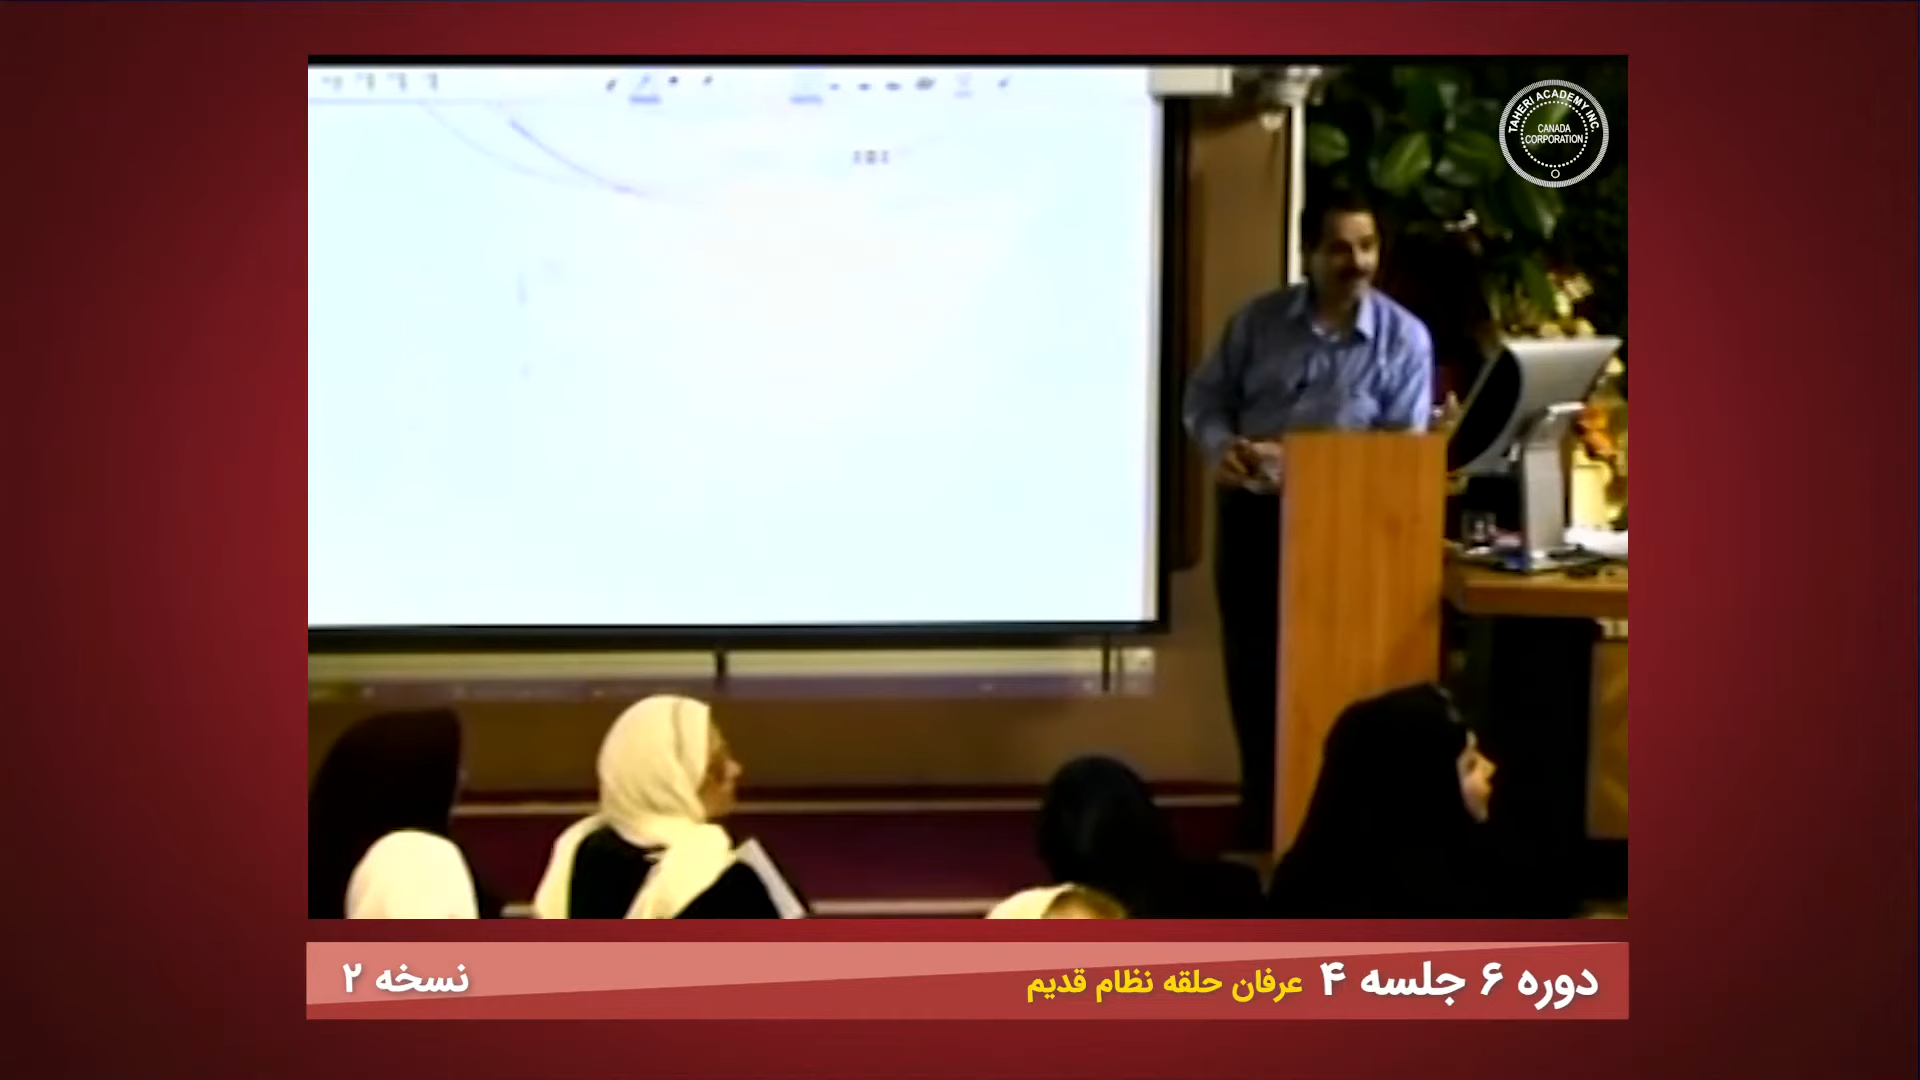 TAHERI ACADEMY INC.
CANADA
CORPORATION
دوره ۶ جلسه ۴ عرفان حلقه نظام قدیم
نسخه ۲